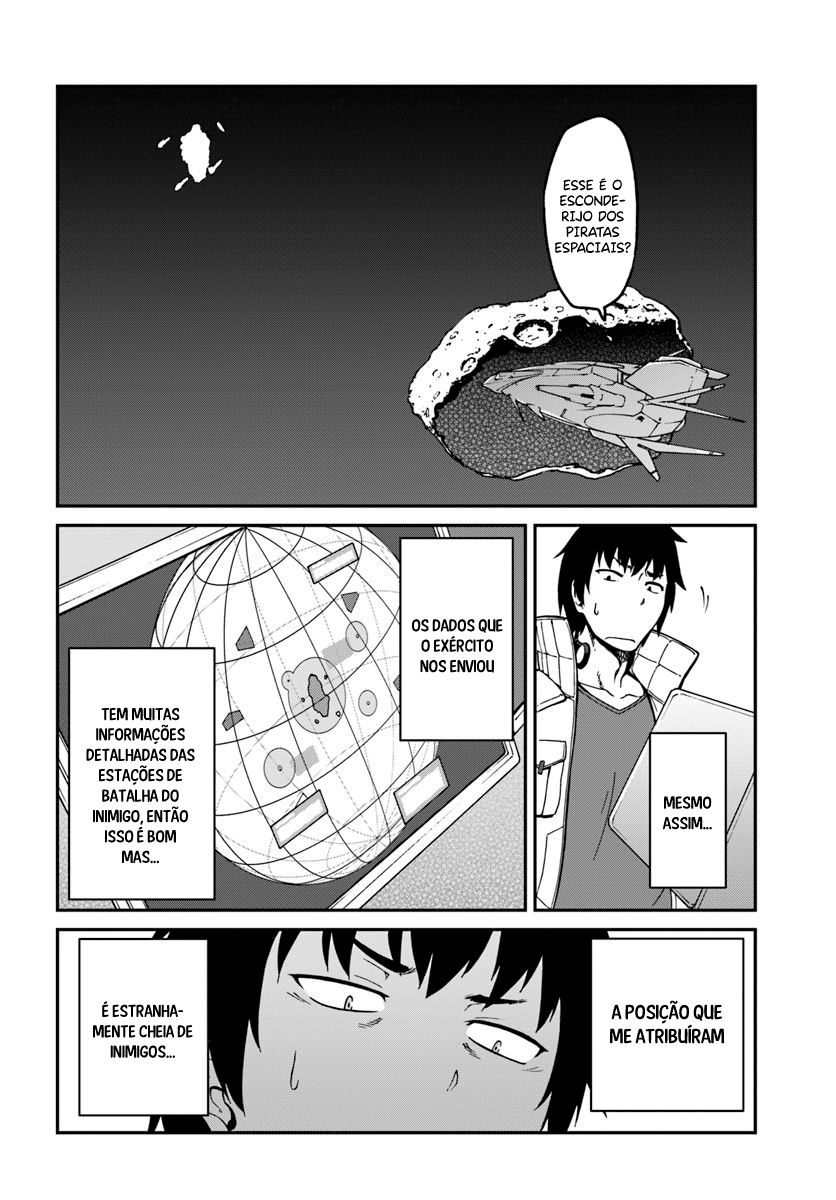 ESSE É O
ESCONDE-
RIJO DOS
PIRATAS
ESPACIAIS?
MESMO
ASSIM...
OS DADOS QUE
O EXÉRCITO
NOS ENVIOU
TEM MUITAS
INFORMAÇÕES
DETALHADAS DAS
ESTAÇÕES DE
BATALHA DO
INIMIGO, ENTÃO
ISSO É BOM
MAS...
A POSIÇÃO QUE
ME ATRIBUÍRAM
É ESTRANHA-
MENTE CHEIA DE
INIMIGOS...